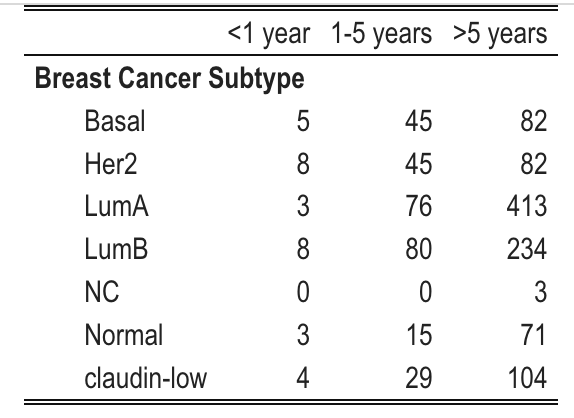 <1 year 1-5 years >5 years
Breast Cancer Subtype
Basal 5 45 82
Her2 8 45 82
LumA 3 76 413
LumB 8 80 234
NC 0 0 3
Normal 3 15 71
claudin-low 4 29 104